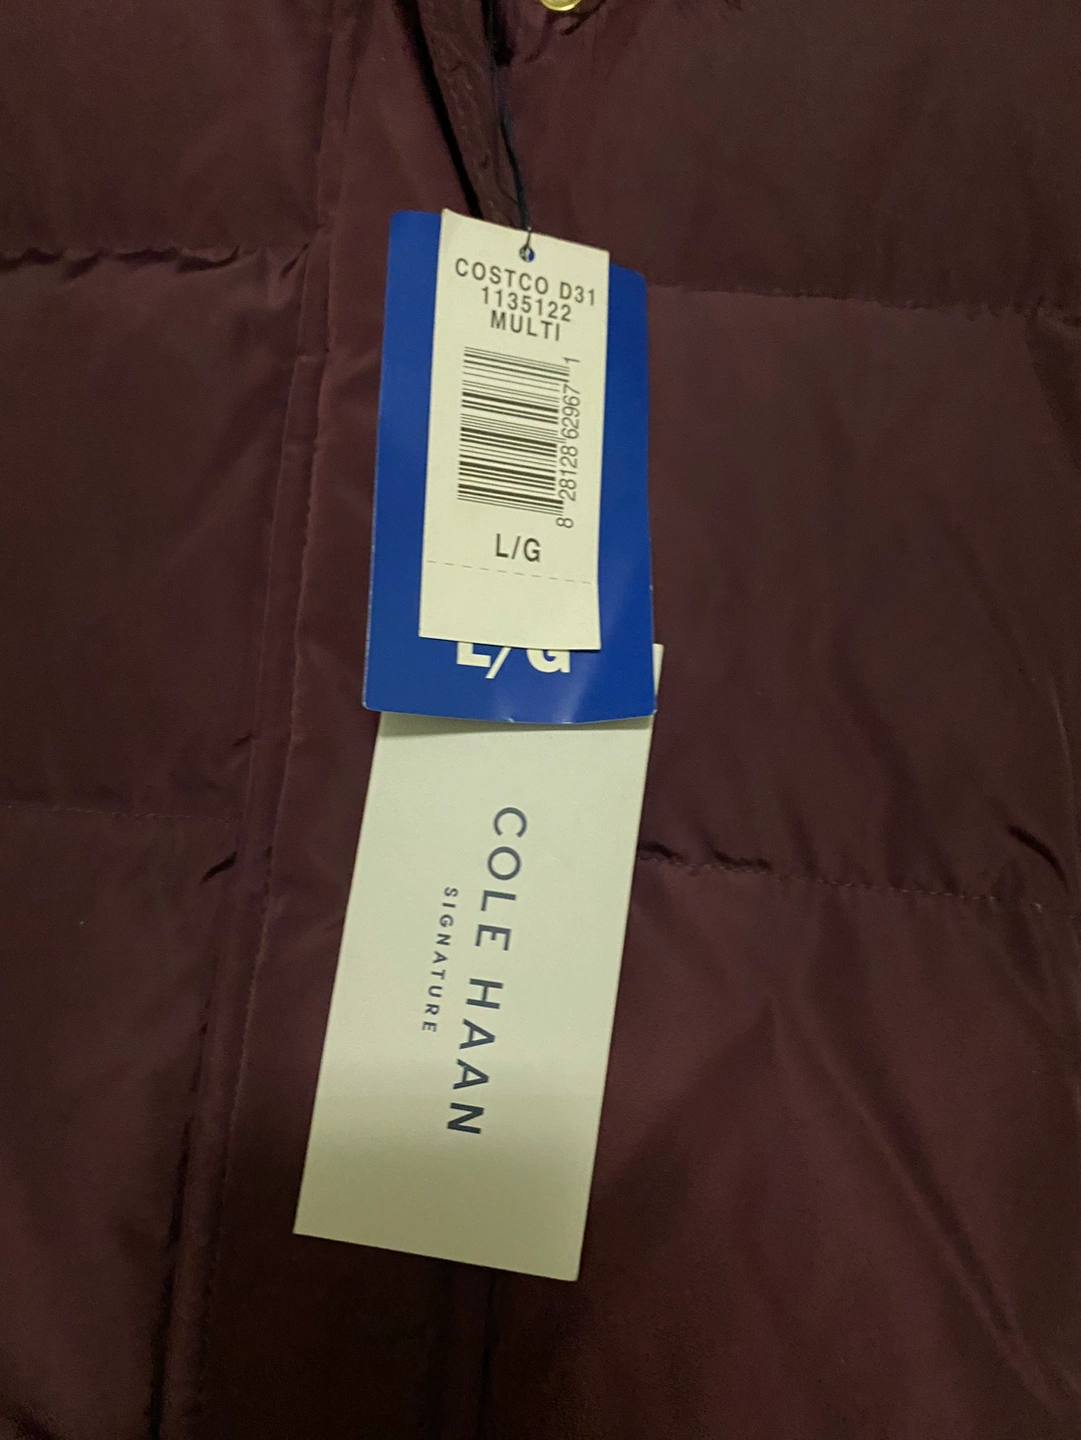 COSTCO D31
1135122
MULTI
8 28128 62967 1
L/G
L/G
COLE HAAN
SIGNATURE